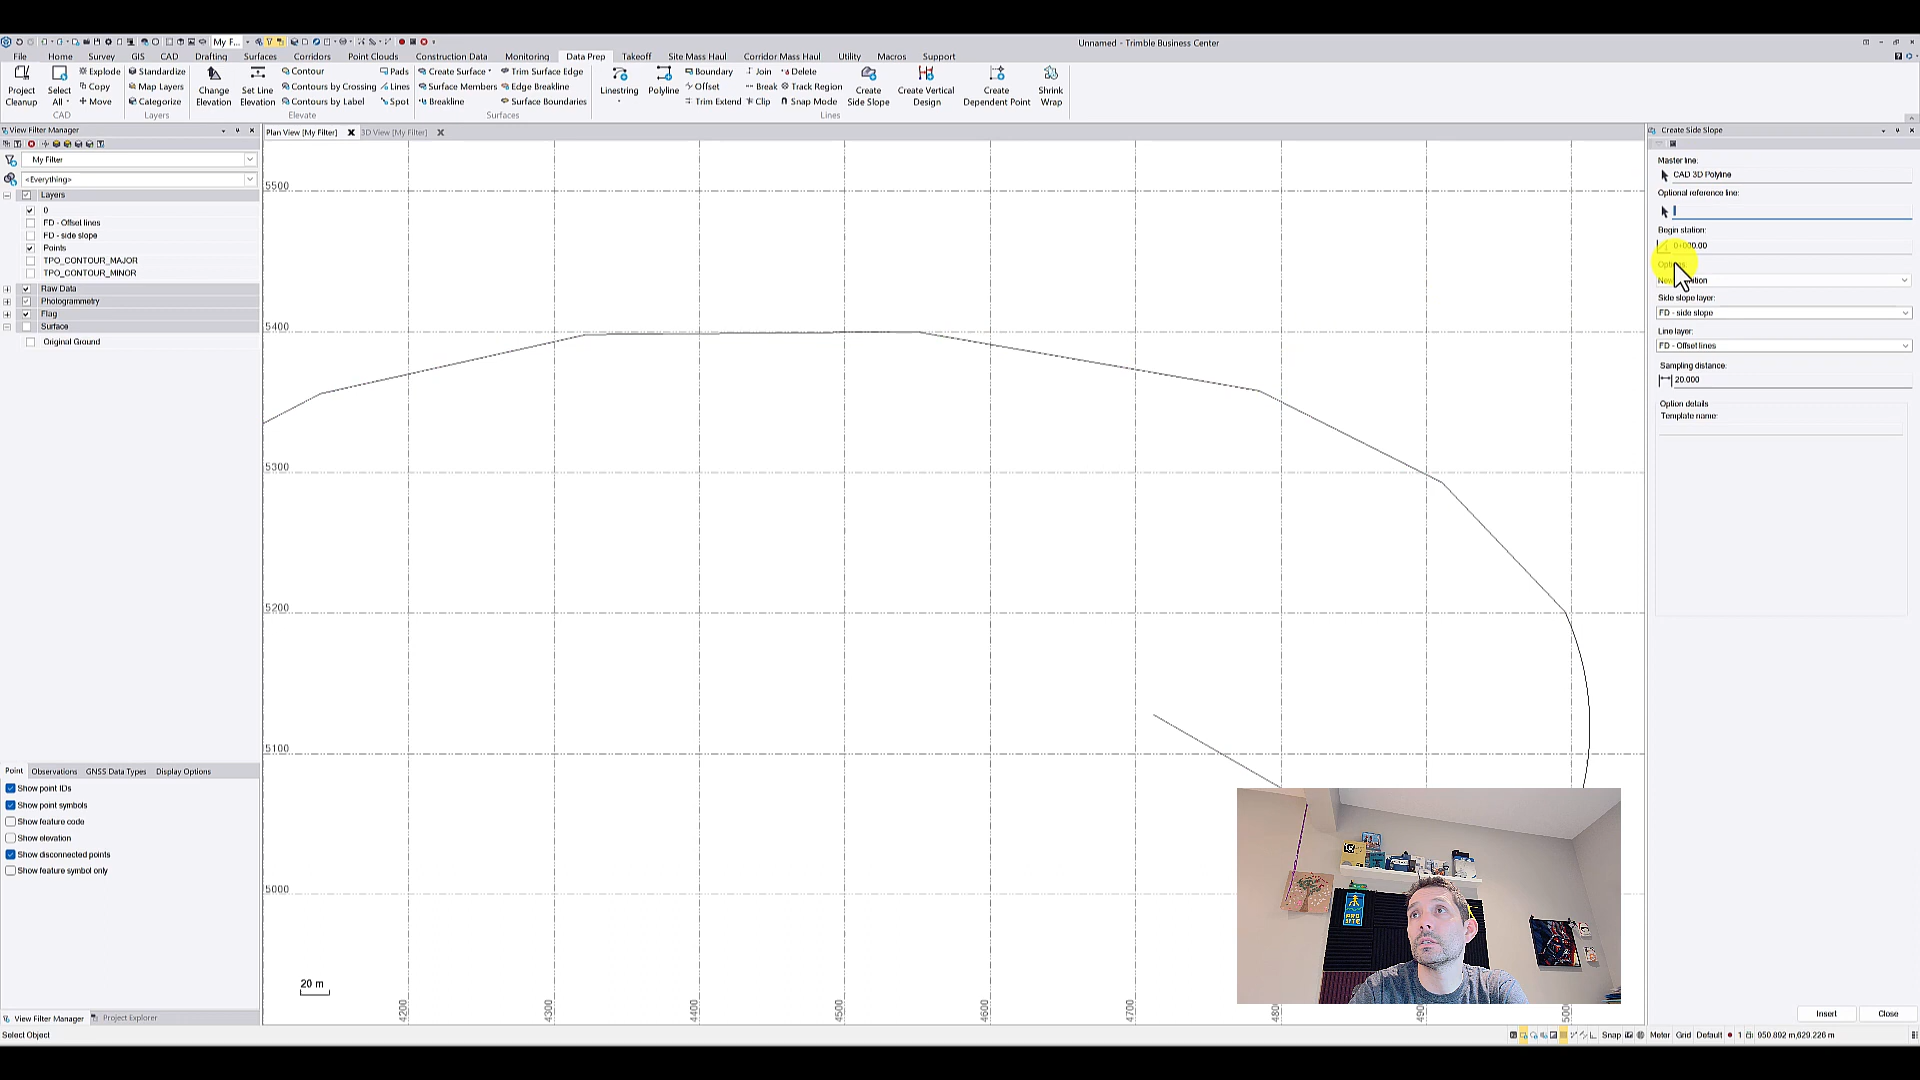 Unnamed - Trimble Business Center
My F...
File Home Survey GIS CAD Drafting Surfaces Corridors Point Clouds Construction Data Monitoring Data Prep Takeoff Site Mass Haul Corridor Mass Haul Utility Macros Support
Project Cleanup
Select All
Explode
Copy
Move
CAD
Standardize
Map Layers
Categorize
Layers
Change Elevation
Set Line Elevation
Contour
Contours by Crossing
Contours by Label
Pads
Lines
Spot
Elevate
Create Surface
Surface Members
Breakline
Trim Surface Edge
Edge Breakline
Surface Boundaries
Surfaces
Linestring
Polyline
Boundary
Offset
Trim Extend
Join
Break
Clip
Delete
Track Region
Snap Mode
Create Side Slope
Create Vertical Design
Create Dependent Point
Shrink Wrap
Lines
View Filter Manager
My Filter
<Everything>
Layers
0
FD - Offset lines
FD - side slope
Points
TPO_CONTOUR_MAJOR
TPO_CONTOUR_MINOR
Raw Data
Photogrammetry
Flag
Surface
Original Ground
Point Observations GNSS Data Types Display Options
Show point IDs
Show point symbols
Show feature code
Show elevation
Show disconnected points
Show feature symbol only
View Filter Manager Project Explorer
Select Object
Plan View [My Filter] 3D View [My Filter]
5500
5400
5300
5200
5100
5000
20 m
4200 4300 4400 4500 4600 4700
PRO
Create Side Slope
Master line:
CAD 3D Polyline
Optional reference line:
Begin station:
0+000.00
Side slope layer:
FD - side slope
Line layer:
FD - Offset lines
Sampling distance:
20.000
Option details
Template name:
Insert Close
Snap Meter Grid Default 1 950.892 m,629.226 m